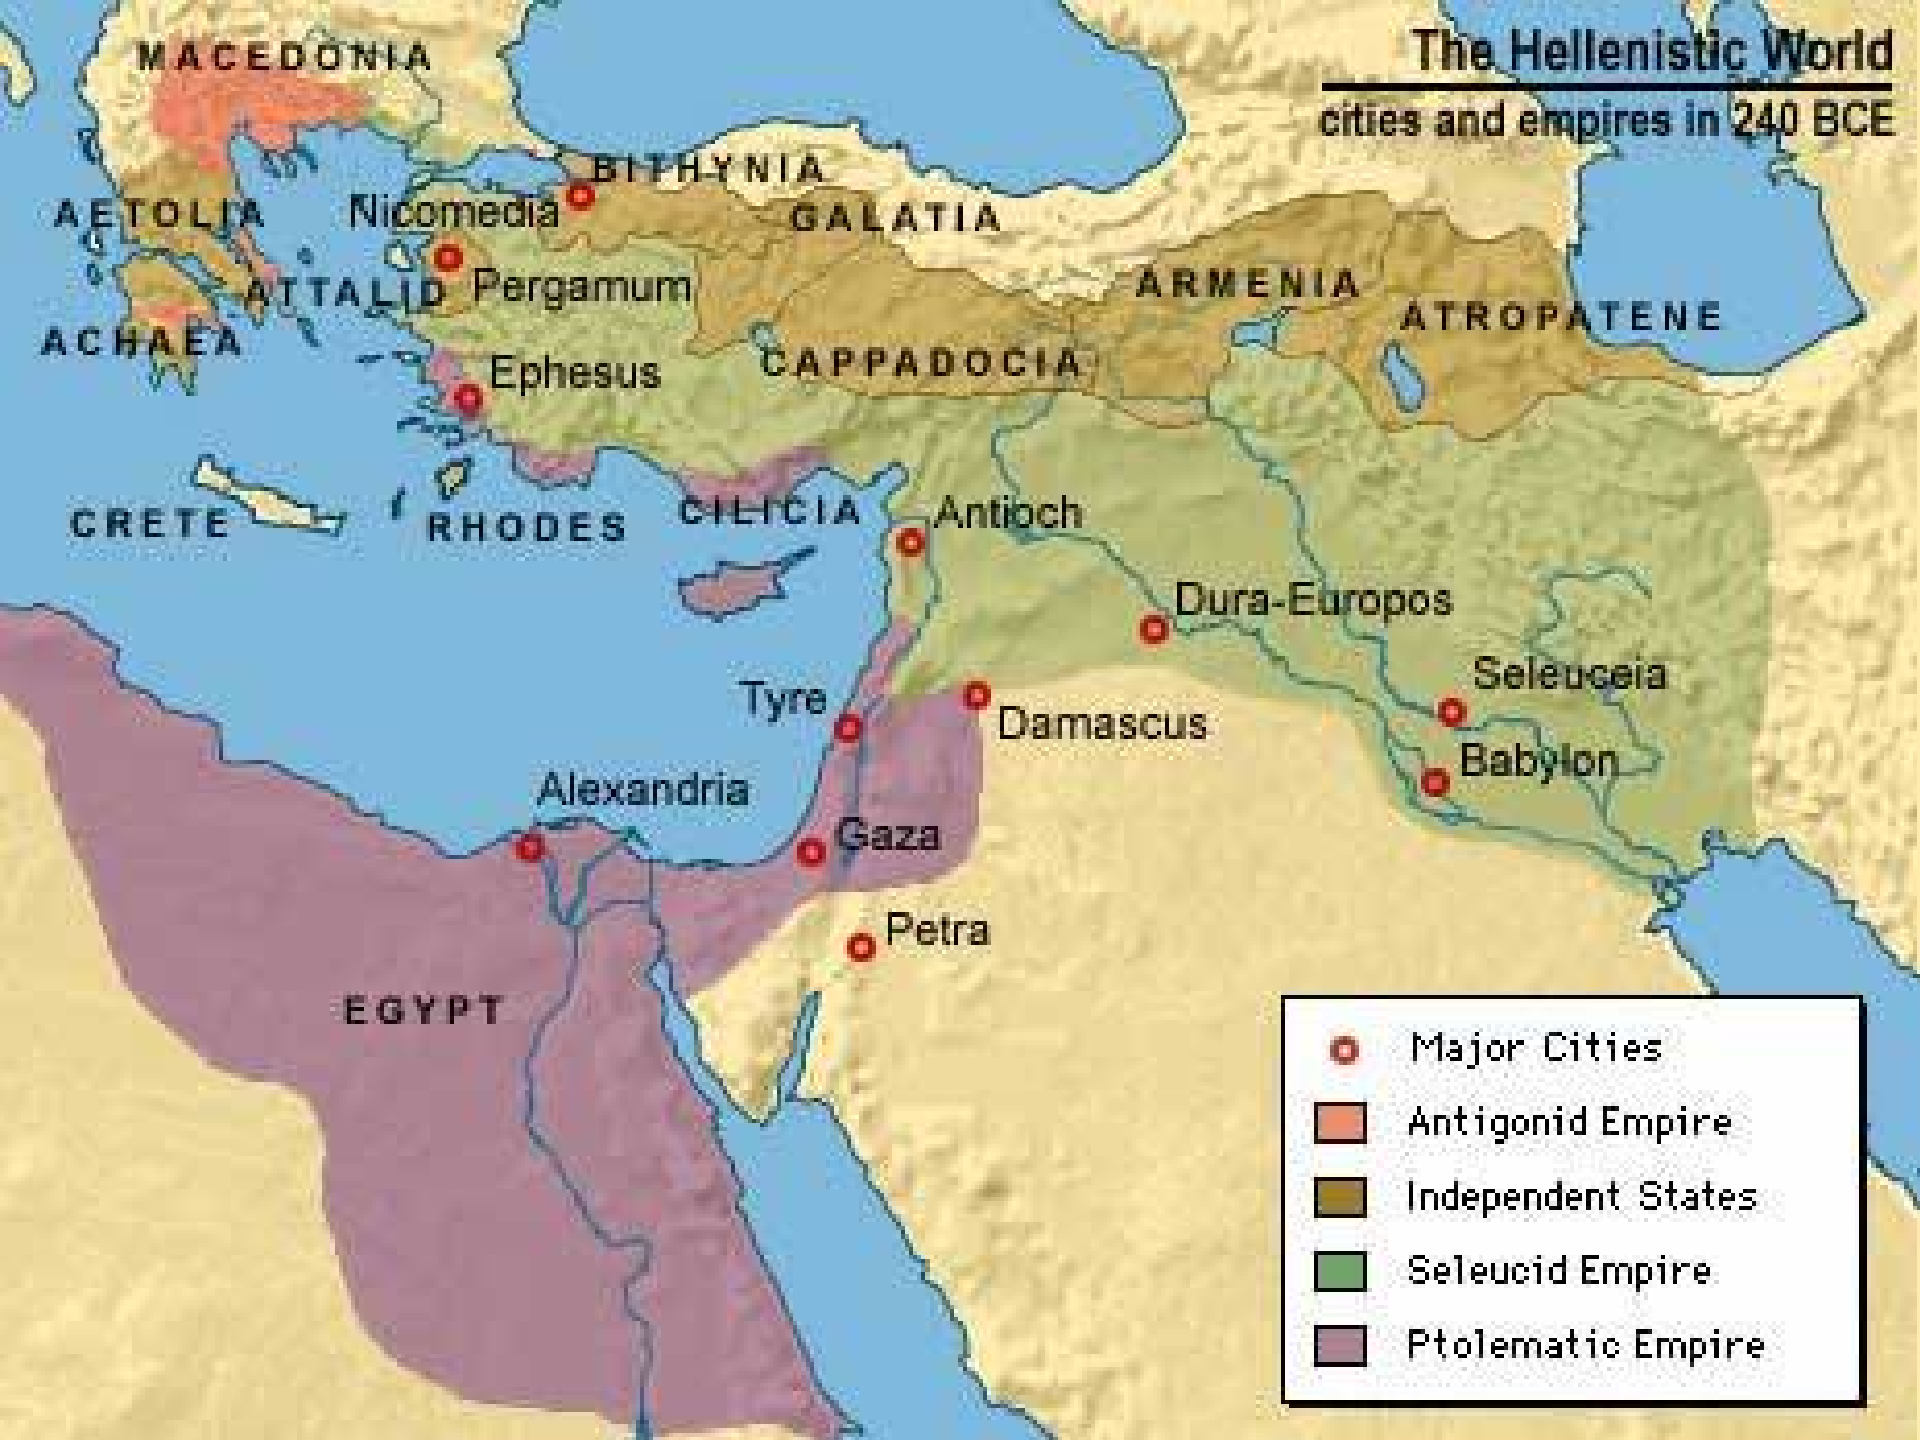 The Hellenistic World
cities and empires in 240 BCE
MACEDONIA
BITHYNIA
AETOLIA
Nicomedia
GALATIA
ATTALID
Pergamum
ARMENIA
ATROPATENE
ACHAEA
CAPPADOCIA
Ephesus
CRETE
RHODES
CILICIA
Antioch
Dura-Europos
Seleuceia
Tyre
Damascus
Babylon
Alexandria
Gaza
Petra
EGYPT
Major Cities
Antigonid Empire
Independent States
Seleucid Empire
Ptolematic Empire